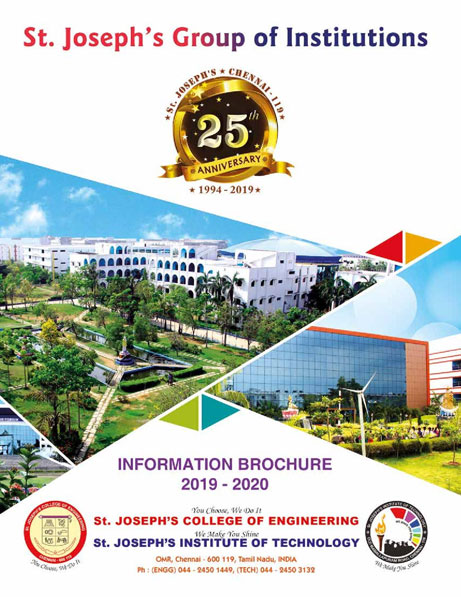 St. Joseph's Group of Institutions
ST. JOSEPH'S ★ CHENNAI-119
25th
ANNIVERSARY
★ 1994 - 2019 ★
INFORMATION BROCHURE
2019 - 2020
You Choose, We Do It
St. JOSEPH'S COLLEGE OF ENGINEERING
We Make You Shine
St. JOSEPH'S INSTITUTE OF TECHNOLOGY
OMR, Chennai - 600 119, Tamil Nadu, INDIA
Ph : (ENGG) 044 - 2450 1449, (TECH) 044 - 2450 3132
You Choose, We Do It
We Make You Shine